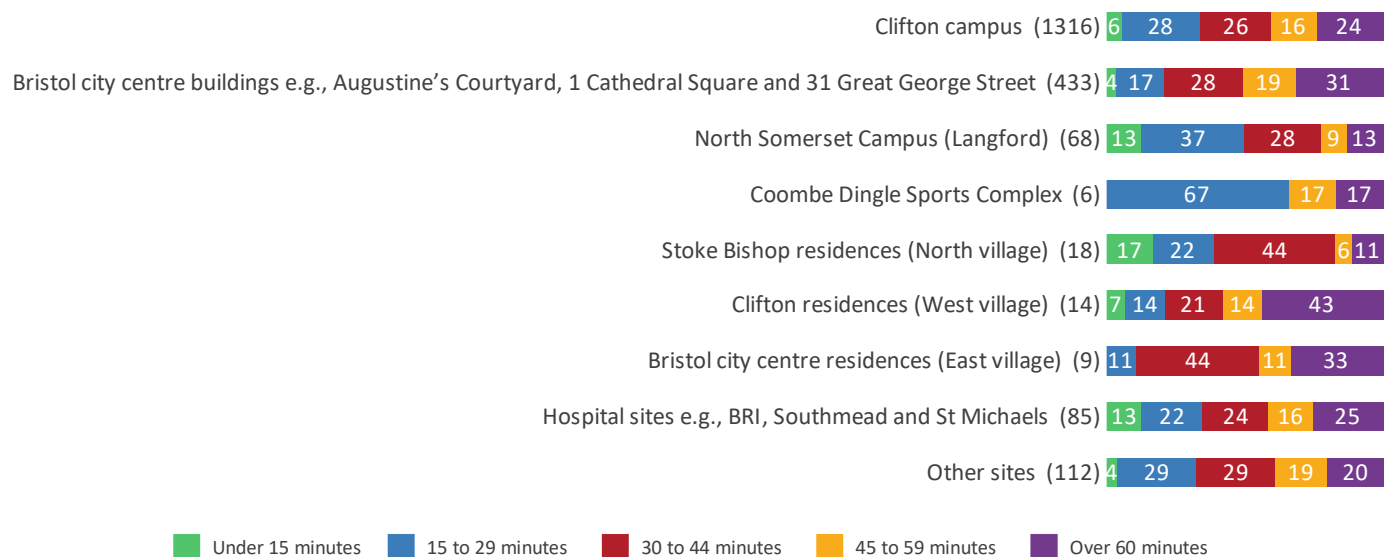 Clifton campus (1316) 6 28 26 16 24
Bristol city centre buildings e.g., Augustine's Courtyard, 1 Cathedral Square and 31 Great George Street (433) 4 17 28 19 31
North Somerset Campus (Langford) (68) 13 37 28 9 13
Coombe Dingle Sports Complex (6) 67 17 17
Stoke Bishop residences (North village) (18) 17 22 44 6 11
Clifton residences (West village) (14) 7 14 21 14 43
Bristol city centre residences (East village) (9) 11 44 11 33
Hospital sites e.g., BRI, Southmead and St Michaels (85) 13 22 24 16 25
Other sites (112) 4 29 29 19 20
Under 15 minutes 15 to 29 minutes 30 to 44 minutes 45 to 59 minutes Over 60 minutes